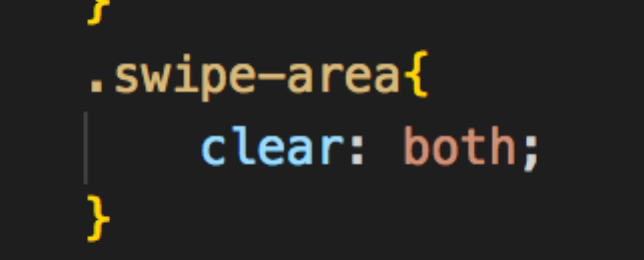 }
.swipe-area{
clear: both;
}